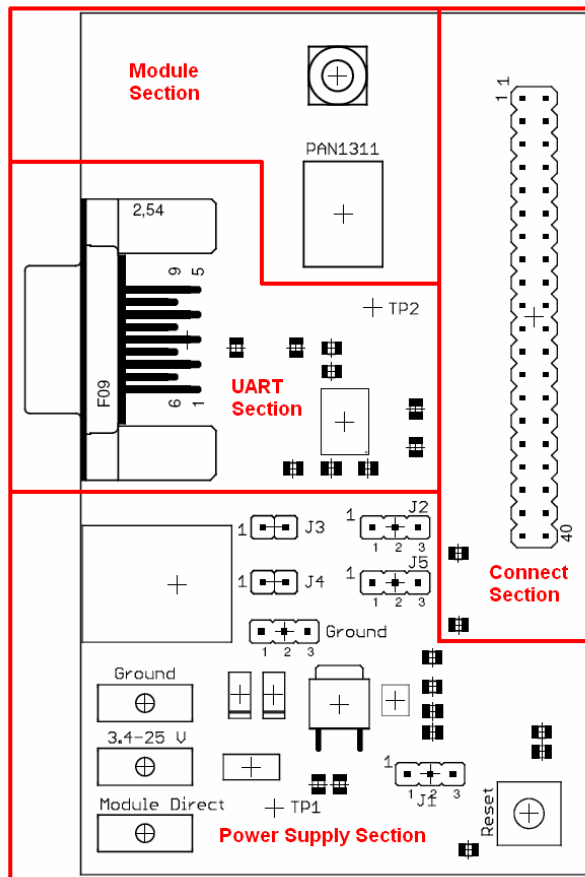 Module
Section
1 1
PAN1311
2,54
9 5
TP2
F09
UART
Section
6 1
40
1 J3
1 J2
1 2 3
Connect
Section
1 J4
1 J5
1 2 3
Ground
1 2 3
Ground
3.4-25 V
1
1 2 3
J1
Module Direct
TP1
Reset
Power Supply Section